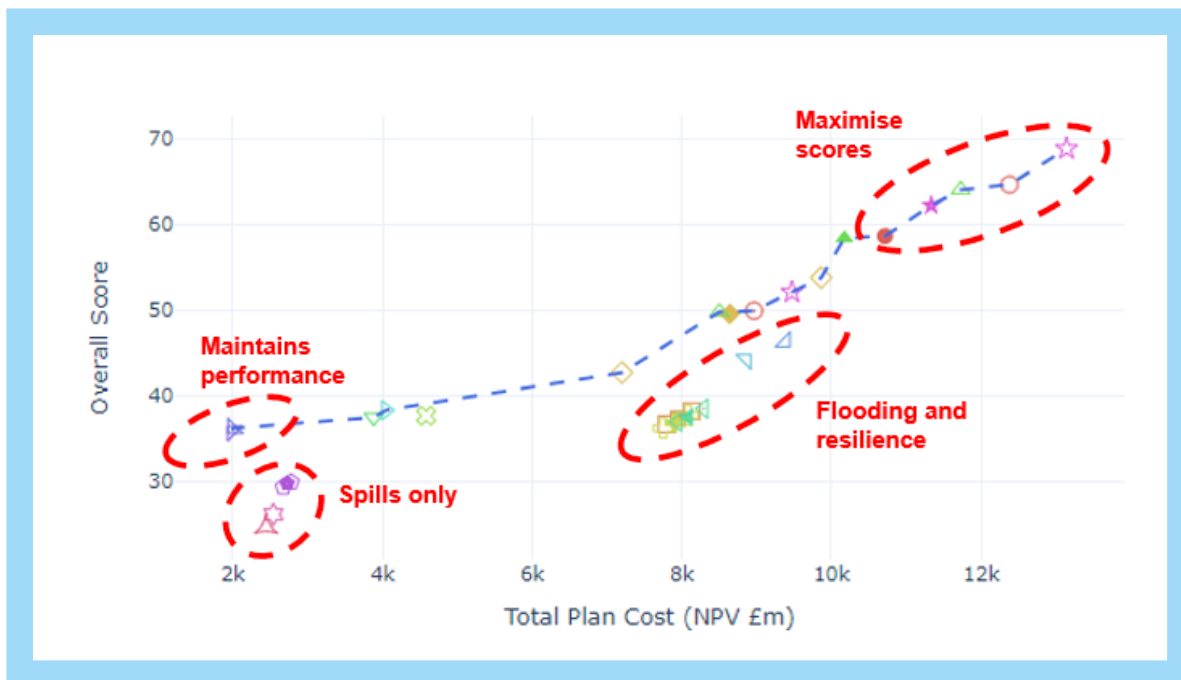 Maximise
scores
70
60
50
40
30
Overall Score
Maintains
performance
Flooding and
resilience
Spills only
2k
4k
6k
8k
10k
12k
Total Plan Cost (NPV £m)